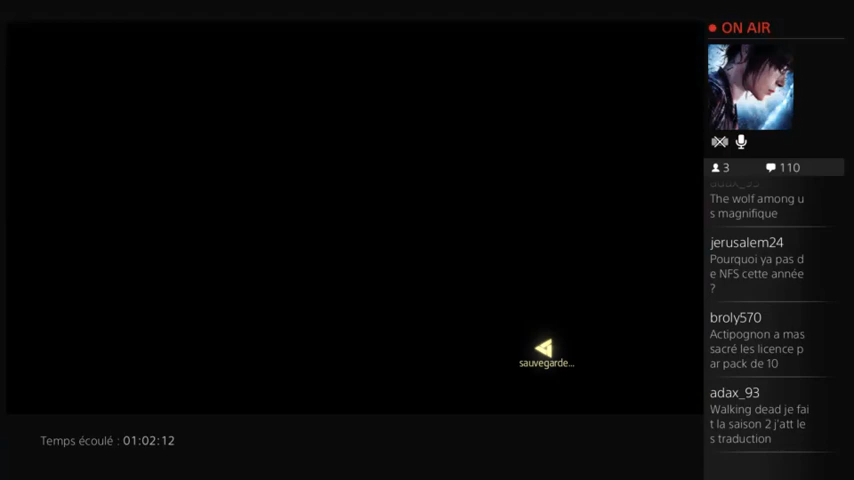 ON AIR
3 110
The wolf among u
s magnifique
jerusalem24
Pourquoi ya pas d
e NFS cette année
?
broly570
Actipognon a mas
sacré les licence p
ar pack de 10
adax_93
Walking dead je fai
t la saison 2 j'att le
s traduction
sauvegarde...
Temps écoulé : 01:02:12